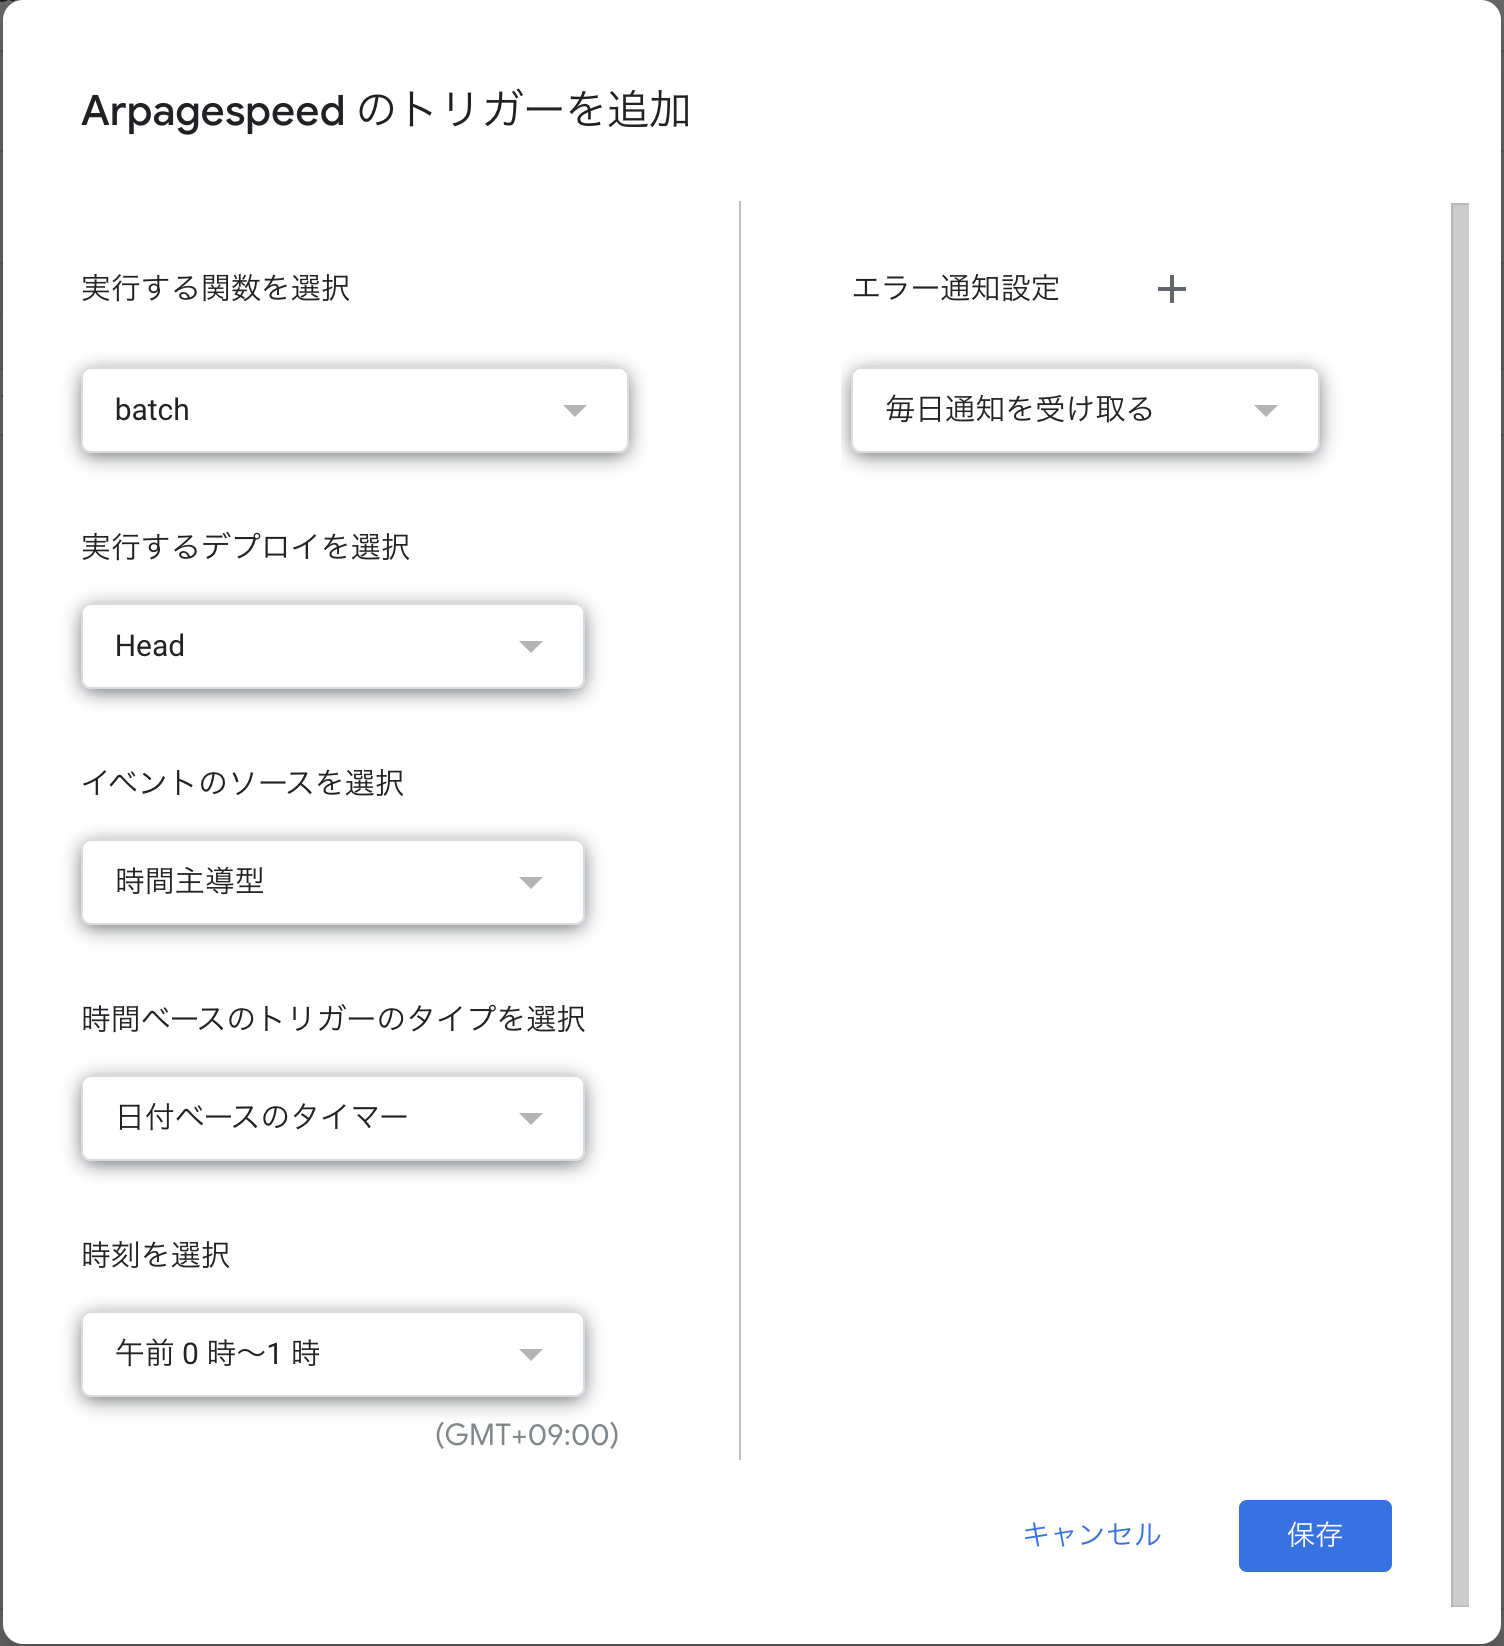 Arpagespeed のトリガーを追加
実行する関数を選択
batch
実行するデプロイを選択
Head
イベントのソースを選択
時間主導型
時間ベースのトリガーのタイプを選択
日付ベースのタイマー
時刻を選択
午前 0 時～1 時
(GMT+09:00)
エラー通知設定
毎日通知を受け取る
キャンセル
保存